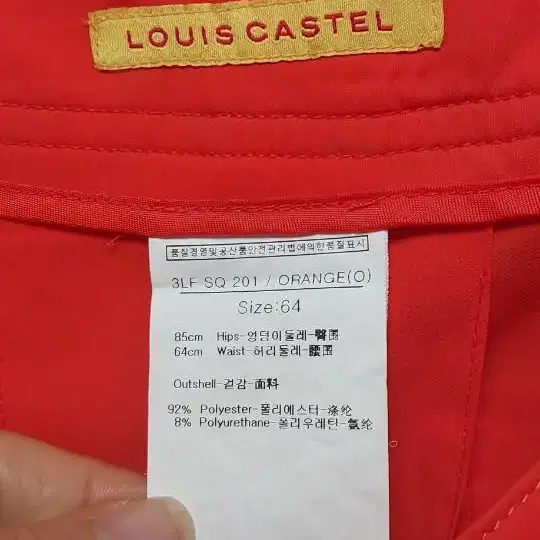 LOUIS CASTEL
품질경영및공산품안전관리법에의한품질표시
3LF SQ 201 / ORANGE(O)
Size:64
85cm Hips-엉덩이둘레-臀围
64cm Waist-허리둘레-腰围
Outshell-겉감-面料
92% Polyester-폴리에스터-涤纶
8% Polyurethane-폴리우레탄-氨纶